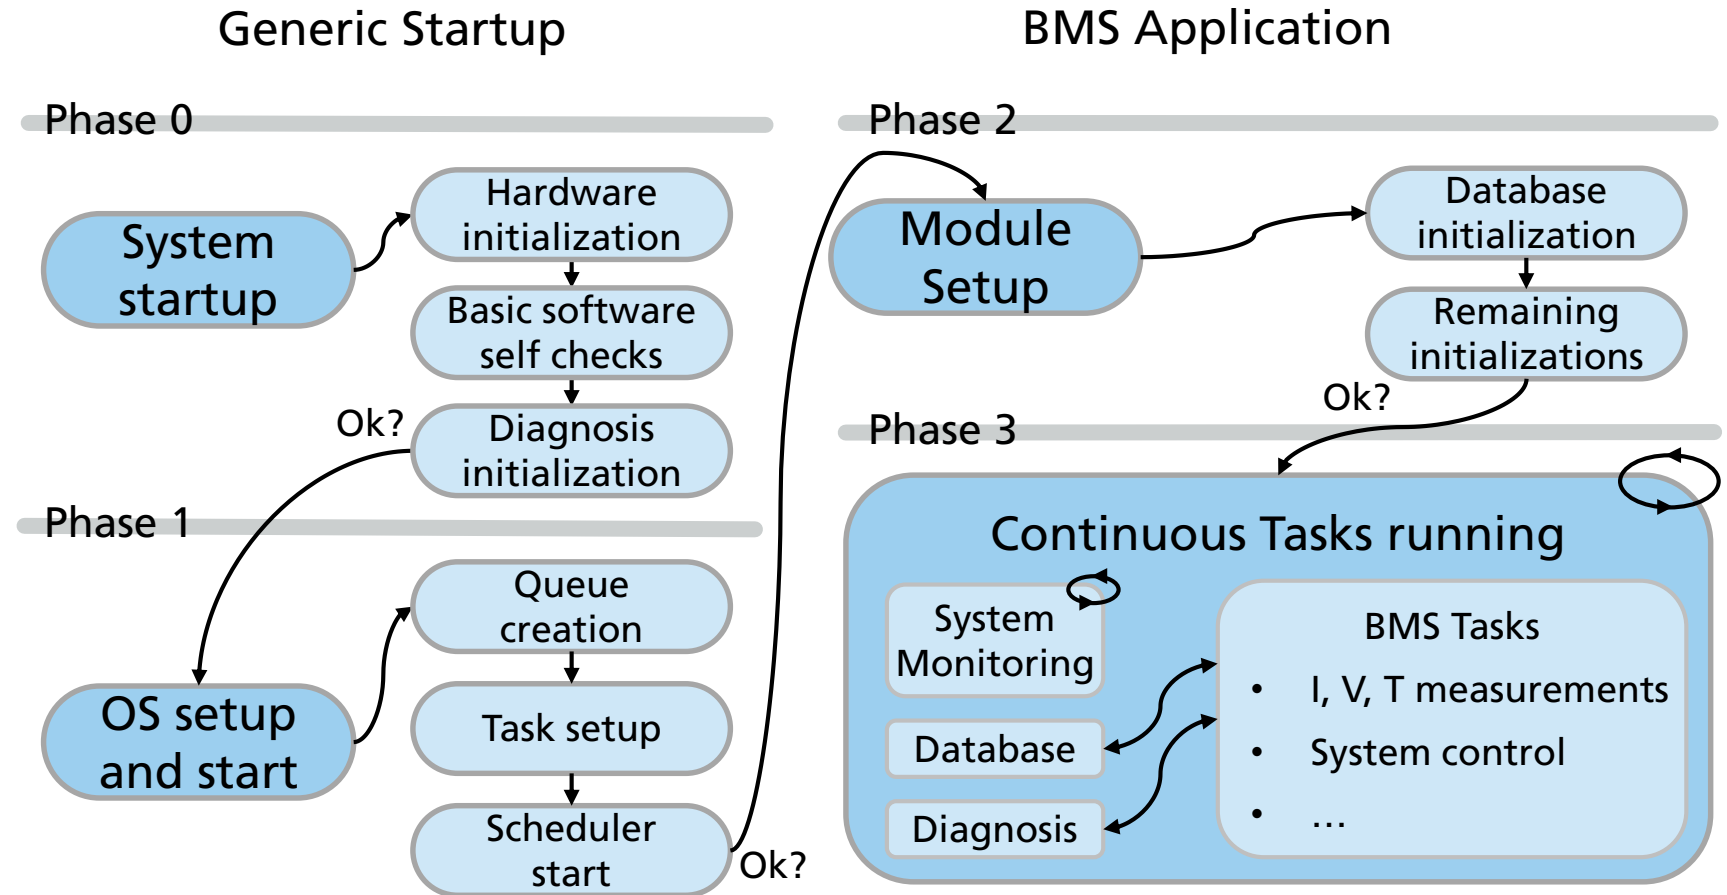 Generic Startup
Phase 0
System
startup
Hardware
initialization
Basic software
self checks
Ok?
Diagnosis
initialization
Phase 1
OS setup
and start
Queue
creation
Task setup
Scheduler
start
Ok?
BMS Application
Phase 2
Module
Setup
Database
initialization
Remaining
initializations
Ok?
Phase 3
Continuous Tasks running
System
Monitoring
Database
Diagnosis
BMS Tasks
• I, V, T measurements
• System control
• …